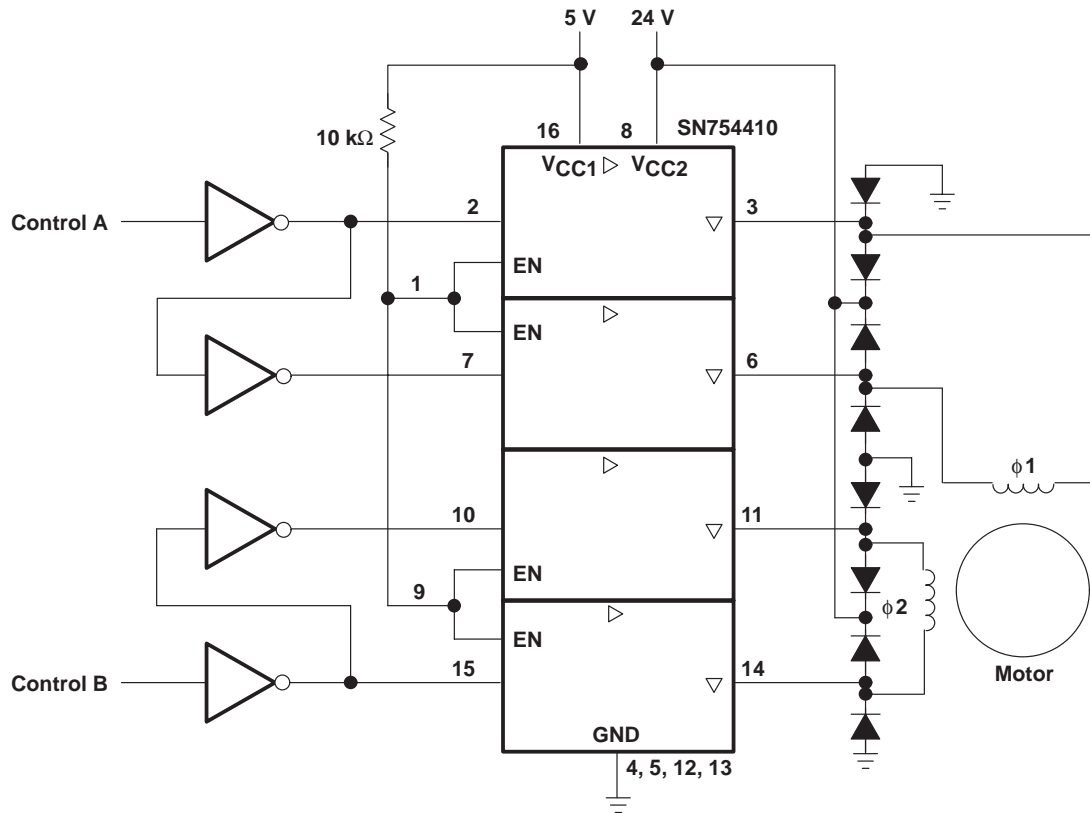 5 V 24 V
10 kΩ
16 8 SN754410
VCC1 VCC2
Control A
2 3
EN
1
EN
7 6
ϕ1
10 11
EN
9
EN
ϕ2
Motor
Control B
15 14
GND
4, 5, 12, 13